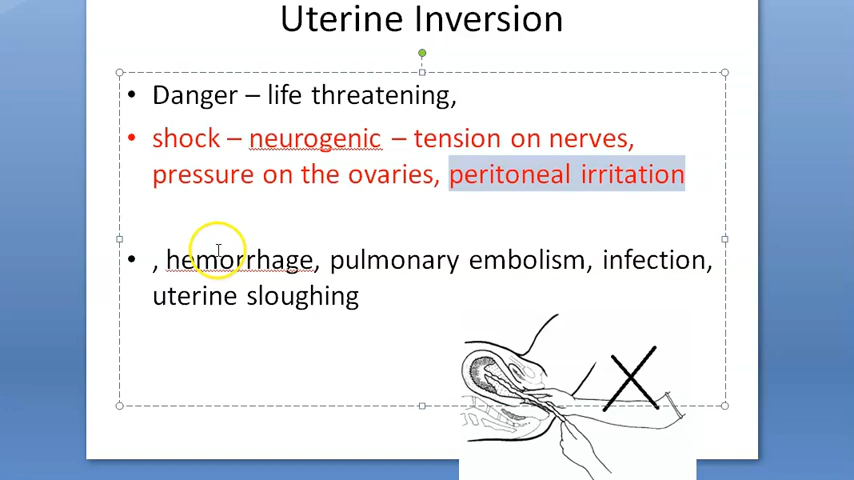 Uterine Inversion
• Danger – life threatening,
• shock – neurogenic – tension on nerves,
pressure on the ovaries, peritoneal irritation
• , hemorrhage, pulmonary embolism, infection,
uterine sloughing